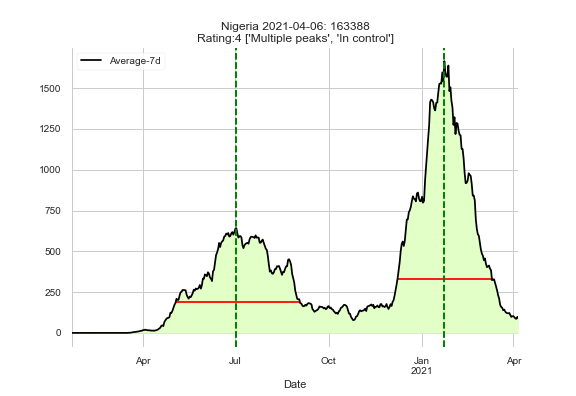 Nigeria 2021-04-06: 163388
Rating:4 ['Multiple peaks', 'In control']
Average-7d
1500
1250
1000
750
500
250
0
Apr
Jul
Oct
Jan
2021
Apr
Date